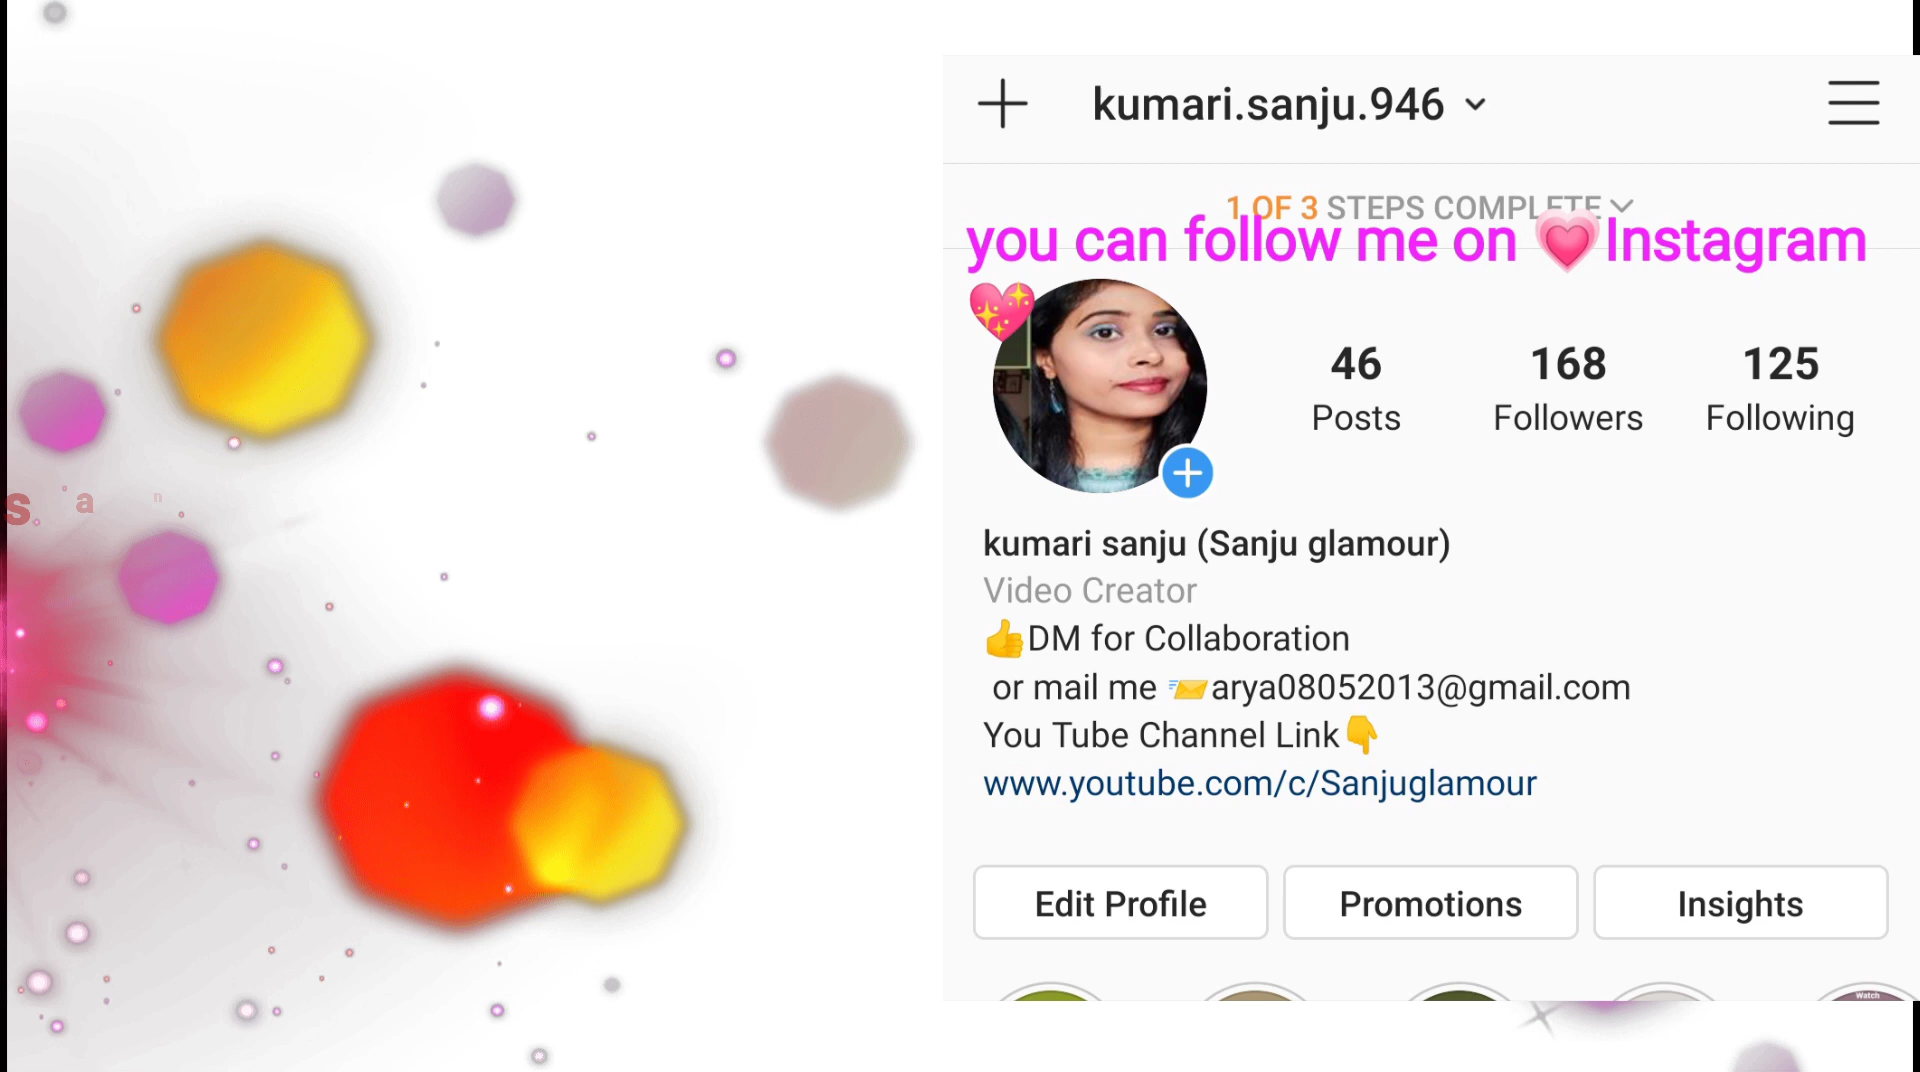 kumari.sanju.946
1 OF 3 STEPS COMPLETE
you can follow me on 💗Instagram
46 168 125
Posts Followers Following
s a n
kumari sanju (Sanju glamour)
Video Creator
👍DM for Collaboration
or mail me 📨arya08052013@gmail.com
You Tube Channel Link👇
www.youtube.com/c/Sanjuglamour
Edit Profile Promotions Insights
Watch